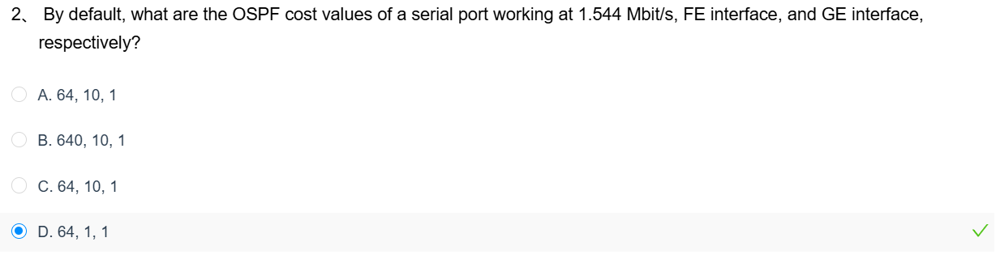 2、 By default, what are the OSPF cost values of a serial port working at 1.544 Mbit/s, FE interface, and GE interface,
respectively?
A. 64, 10, 1
B. 640, 10, 1
C. 64, 10, 1
D. 64, 1, 1